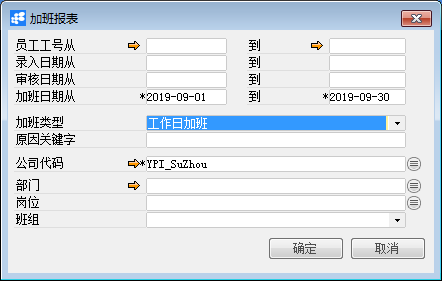 加班报表
员工工号从 到
录入日期从 到
审核日期从 到
加班日期从 *2019-09-01 到 *2019-09-30
加班类型 工作日加班
原因关键字
公司代码 *YPI_SuZhou
部门
岗位
班组
确定 取消